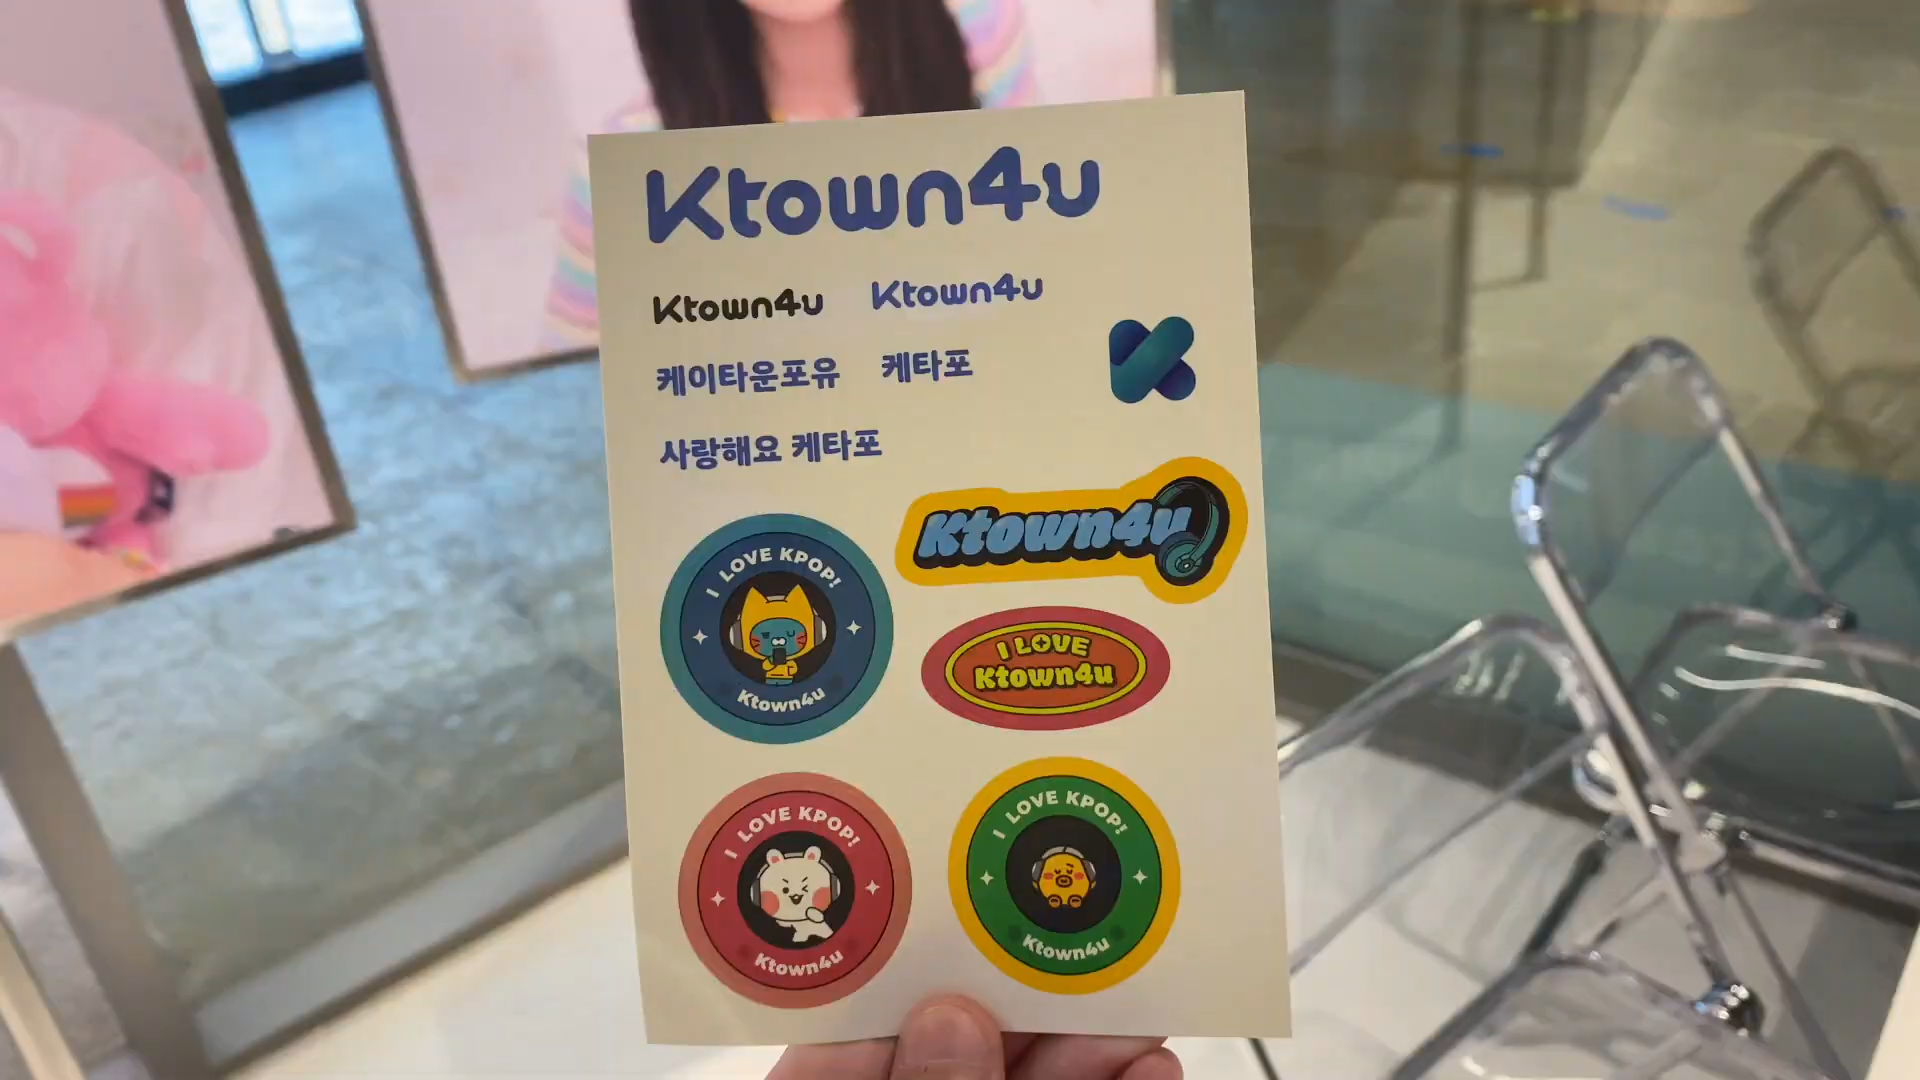 Ktown4u
Ktown4u Ktown4u
케이타운포유 케타포
사랑해요 케타포
Ktown4u
I LOVE KPOP!
Ktown4u
I LOVE
Ktown4u
I LOVE KPOP!
Ktown4u
I LOVE KPOP!
Ktown4u